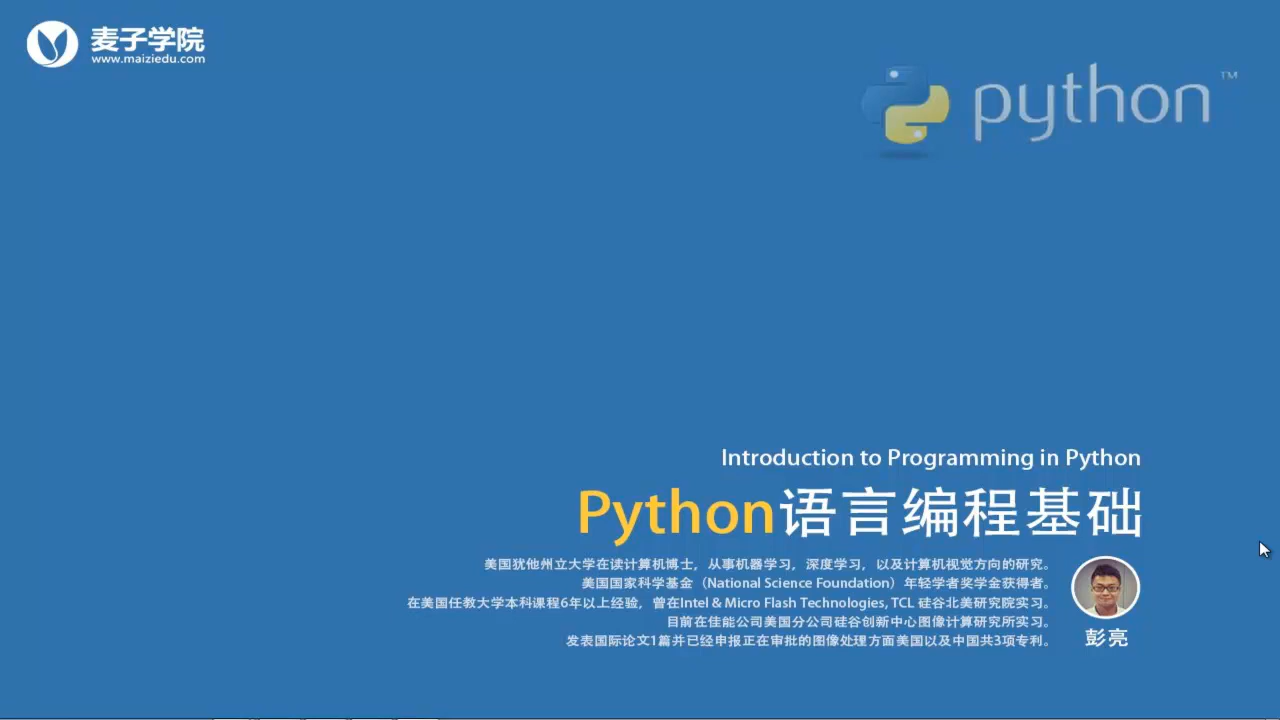 麦子学院
www.maiziedu.com
python™
Introduction to Programming in Python
Python语言编程基础
美国犹他州立大学在读计算机博士，从事机器学习，深度学习，以及计算机视觉方向的研究。
美国国家科学基金（National Science Foundation）年轻学者奖学金获得者。
在美国任教大学本科课程6年以上经验，曾在Intel & Micro Flash Technologies, TCL 硅谷北美研究院实习。
目前在佳能公司美国分公司硅谷创新中心图像计算研究所实习。
发表国际论文1篇并已经申报正在审批的图像处理方面美国以及中国共3项专利。
彭亮